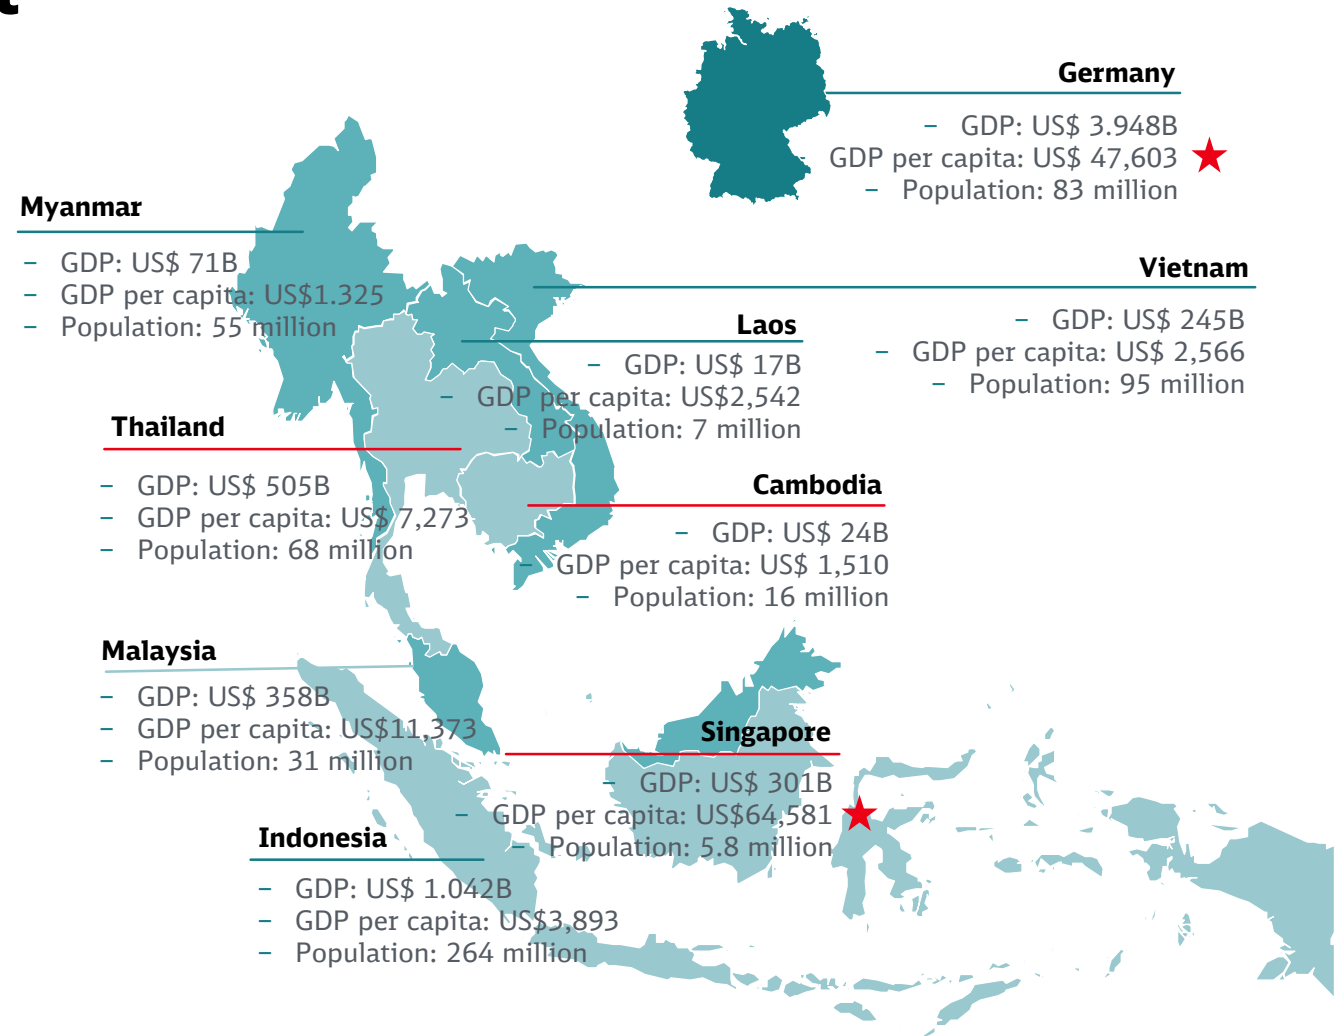 Germany
– GDP: US$ 3.948B
GDP per capita: US$ 47,603
– Population: 83 million
Myanmar
– GDP: US$ 71B
– GDP per capita: US$1.325
– Population: 55 million
Vietnam
– GDP: US$ 245B
– GDP per capita: US$ 2,566
– Population: 95 million
Laos
– GDP: US$ 17B
– GDP per capita: US$2,542
– Population: 7 million
Thailand
– GDP: US$ 505B
– GDP per capita: US$ 7,273
– Population: 68 million
Cambodia
– GDP: US$ 24B
– GDP per capita: US$ 1,510
– Population: 16 million
Malaysia
– GDP: US$ 358B
– GDP per capita: US$11,373
– Population: 31 million
Singapore
– GDP: US$ 301B
– GDP per capita: US$64,581
– Population: 5.8 million
Indonesia
– GDP: US$ 1.042B
– GDP per capita: US$3,893
– Population: 264 million